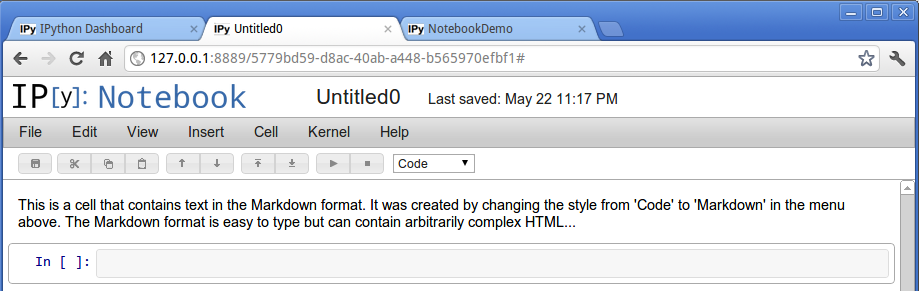 IPy IPython Dashboard IPy Untitled0 IPy NotebookDemo
127.0.0.1:8889/5779bd59-d8ac-40ab-a448-b565970efbf1#
IP[y]: Notebook Untitled0 Last saved: May 22 11:17 PM
File Edit View Insert Cell Kernel Help
Code
This is a cell that contains text in the Markdown format. It was created by changing the style from 'Code' to 'Markdown' in the menu
above. The Markdown format is easy to type but can contain arbitrarily complex HTML...
In [ ]: